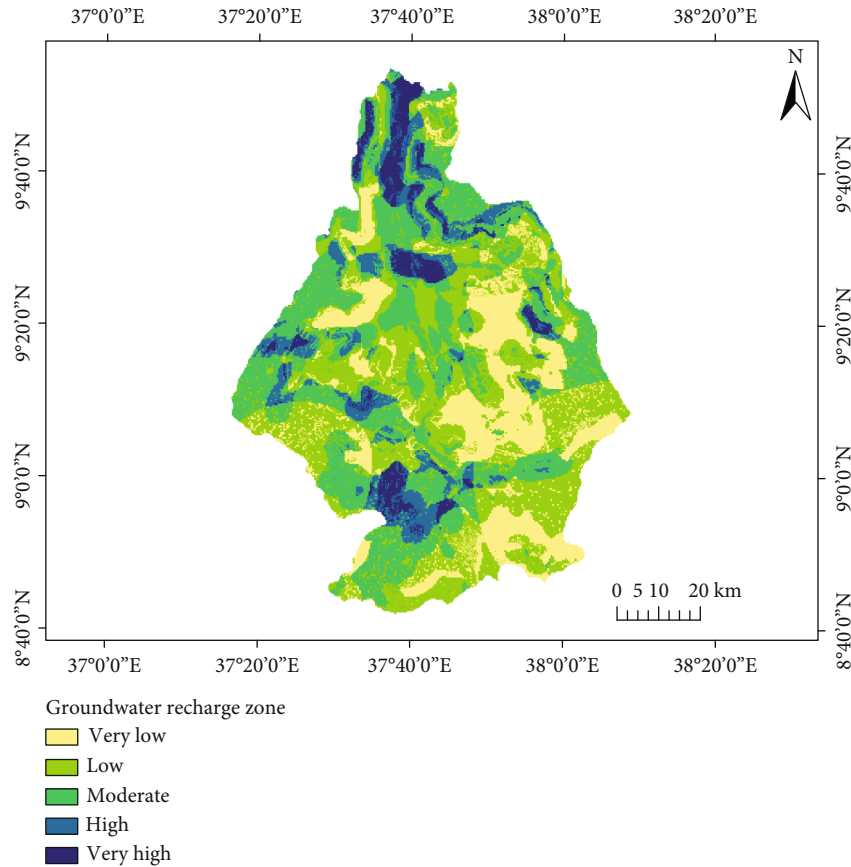 37°0'0”E 37°20'0”E 37°40'0”E 38°0'0”E 38°20'0”E
N
9°40'0”N 9°40'0”N
9°20'0”N 9°20'0”N
9°0'0”N 9°0'0”N
0 5 10 20 km
8°40'0”N 8°40'0”N
37°0'0”E 37°20'0”E 37°40'0”E 38°0'0”E 38°20'0”E
Groundwater recharge zone
Very low
Low
Moderate
High
Very high